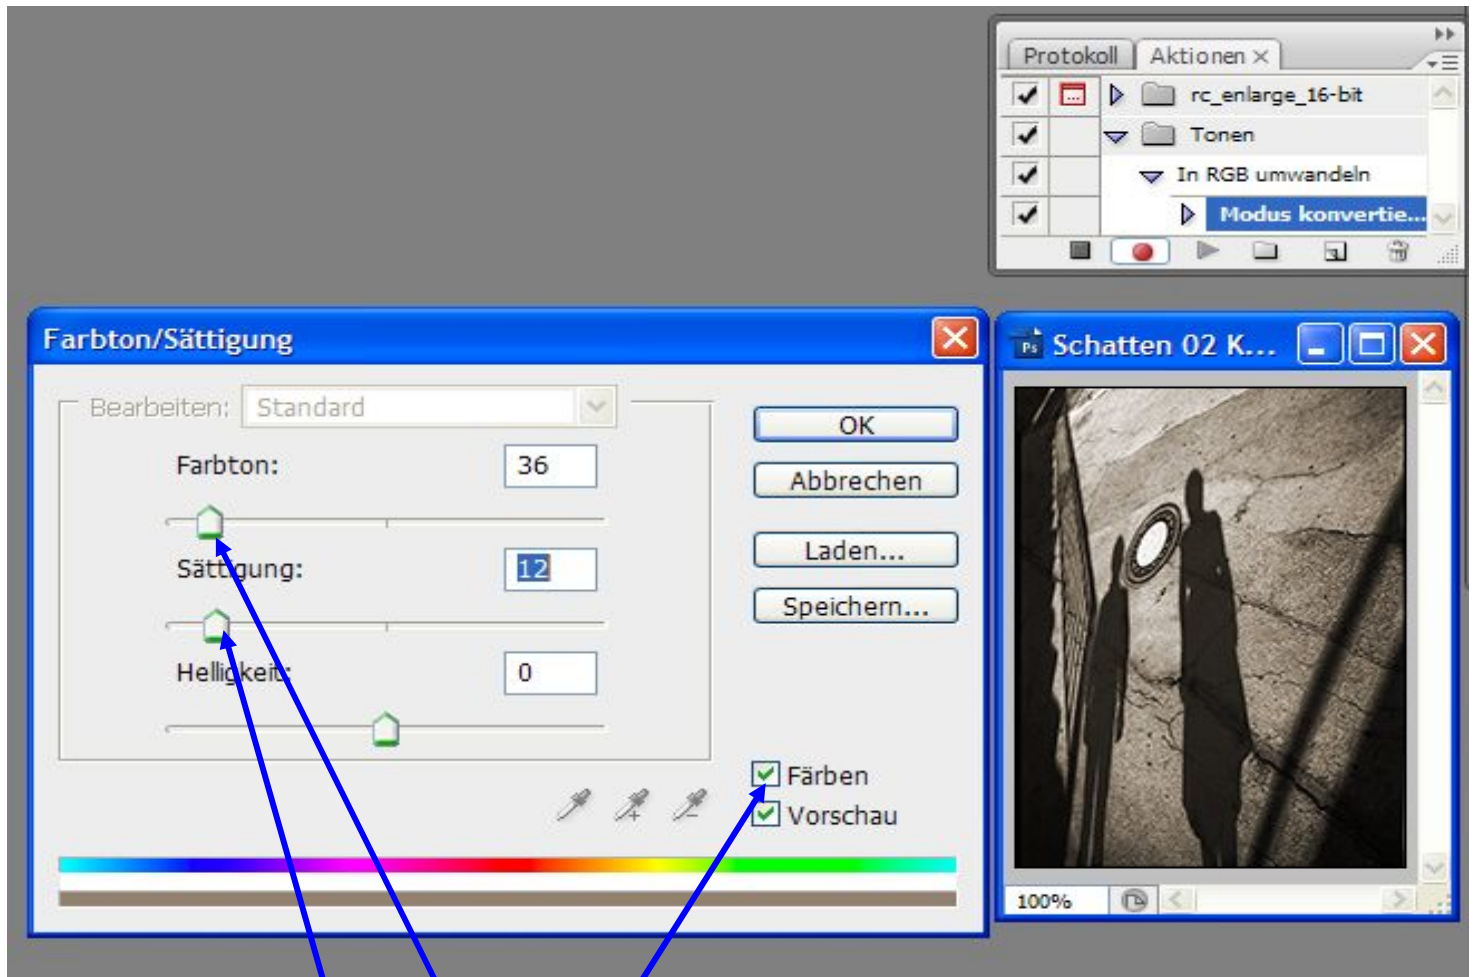 Protokoll Aktionen
rc_enlarge_16-bit
Tonen
In RGB umwandeln
Modus konvertie...
Farbton/Sättigung
Bearbeiten: Standard
Farbton: 36
Sättigung: 12
Helligkeit: 0
OK
Abbrechen
Laden...
Speichern...
Färben
Vorschau
Ps Schatten 02 K...
100%